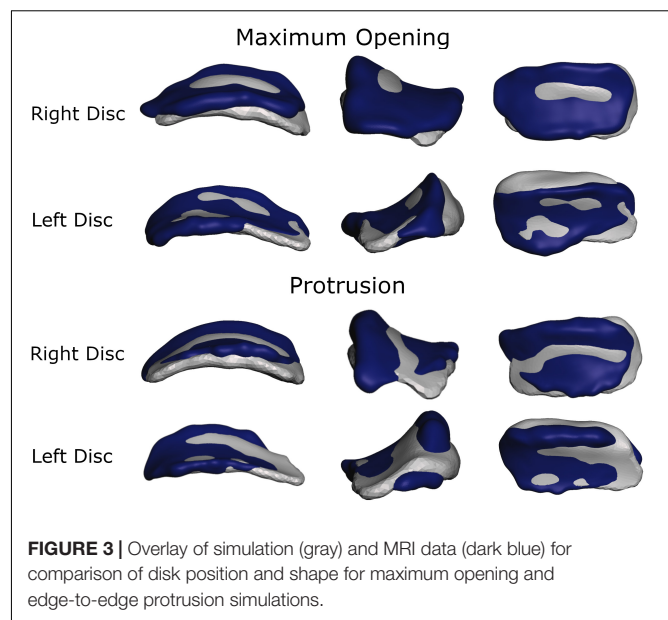 Maximum Opening
Right Disc
Left Disc
Protrusion
Right Disc
Left Disc
FIGURE 3 | Overlay of simulation (gray) and MRI data (dark blue) for
comparison of disk position and shape for maximum opening and
edge-to-edge protrusion simulations.